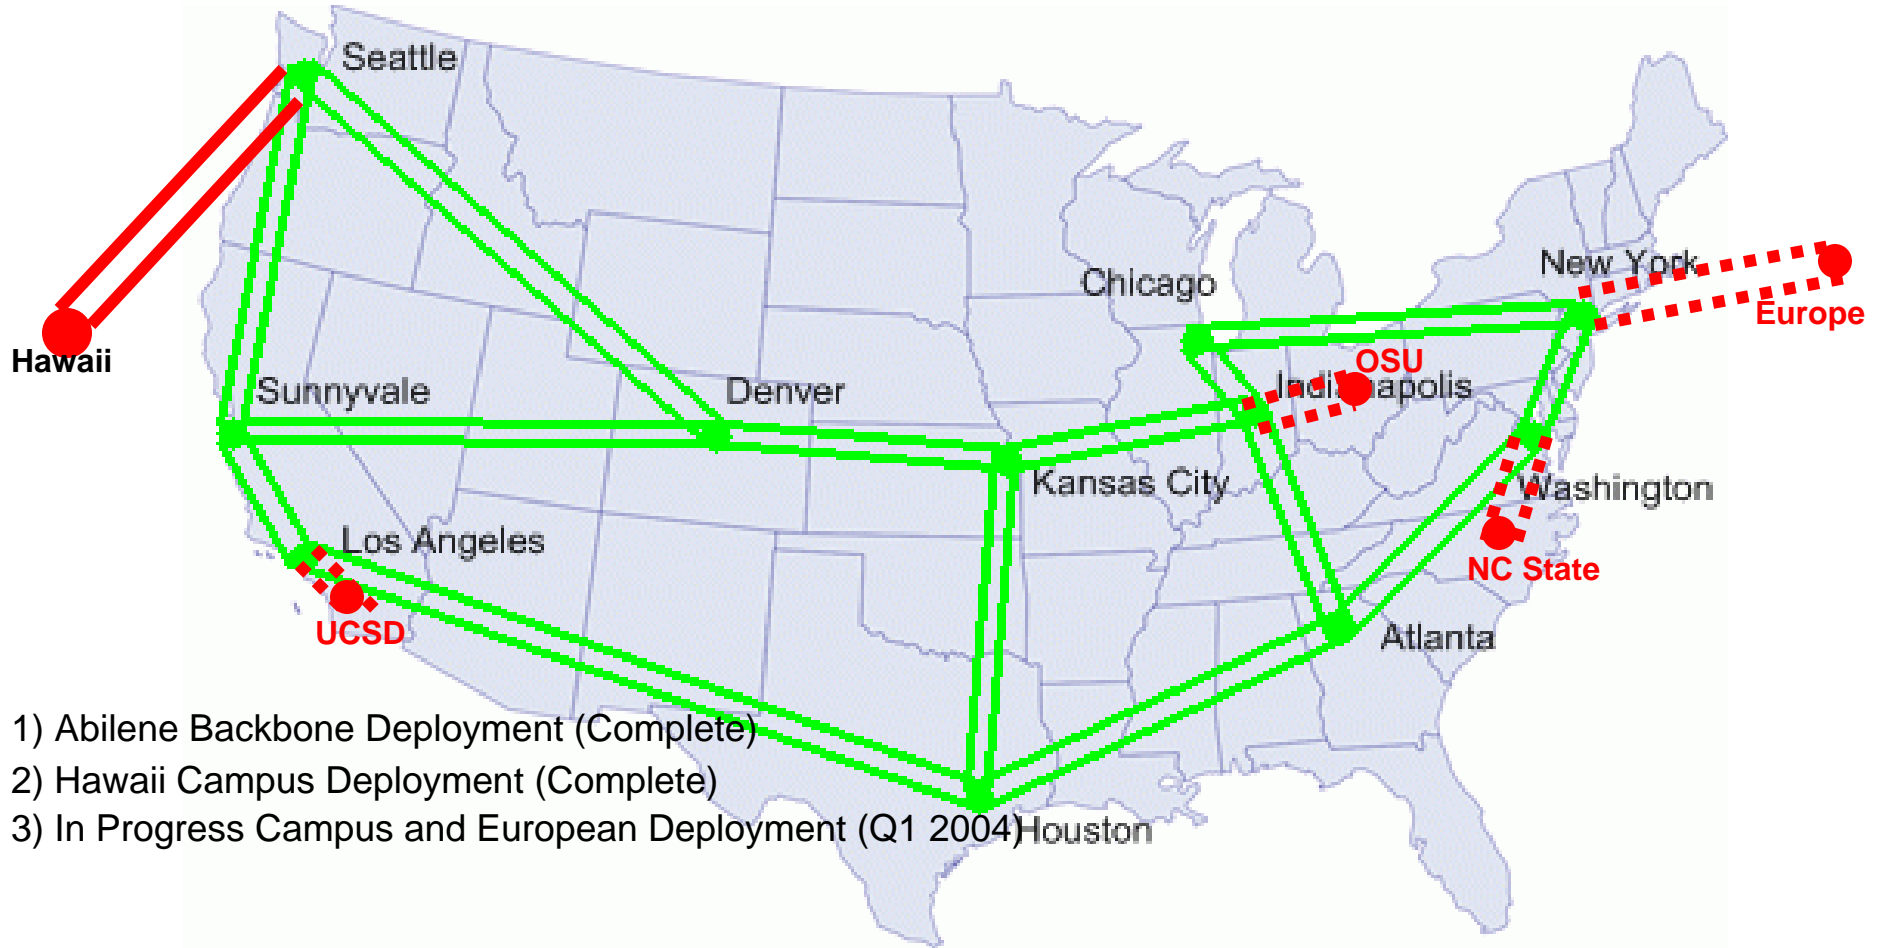 Seattle
New York
Chicago
Europe
Hawaii
OSU
Sunnyvale
Denver
Indianapolis
Kansas City
Washington
Los Angeles
NC State
UCSD
Atlanta
1) Abilene Backbone Deployment (Complete)
2) Hawaii Campus Deployment (Complete)
3) In Progress Campus and European Deployment (Q1 2004)
Houston